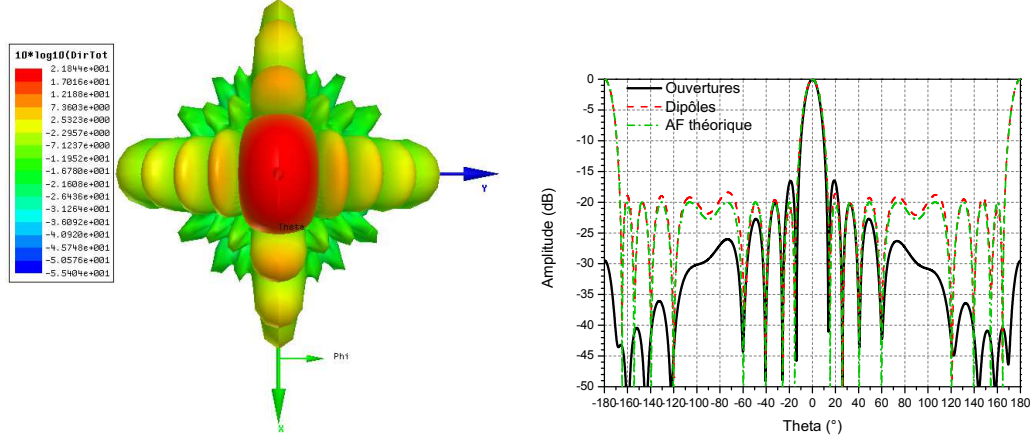 10*log10(DirTot
2.1844e+001
1.7016e+001
1.2188e+001
7.3603e+000
2.5323e+000
-2.2957e+000
-7.1237e+000
-1.1952e+001
-2.1608e+001
-2.6436e+001
-3.1264e+001
-3.6092e+001
-4.0920e+001
-4.5748e+001
-5.0576e+001
-5.5404e+001
Theta
Y
Phi
X
Ouvertures
Dipôles
AF théorique
Amplitude (dB)
0
-5
-10
-15
-20
-25
-30
-35
-40
-45
-50
-180 -160 -140 -120 -100 -80 -60 -40 -20 0 20 40 60 80 100 120 140 160 180
Theta (°)